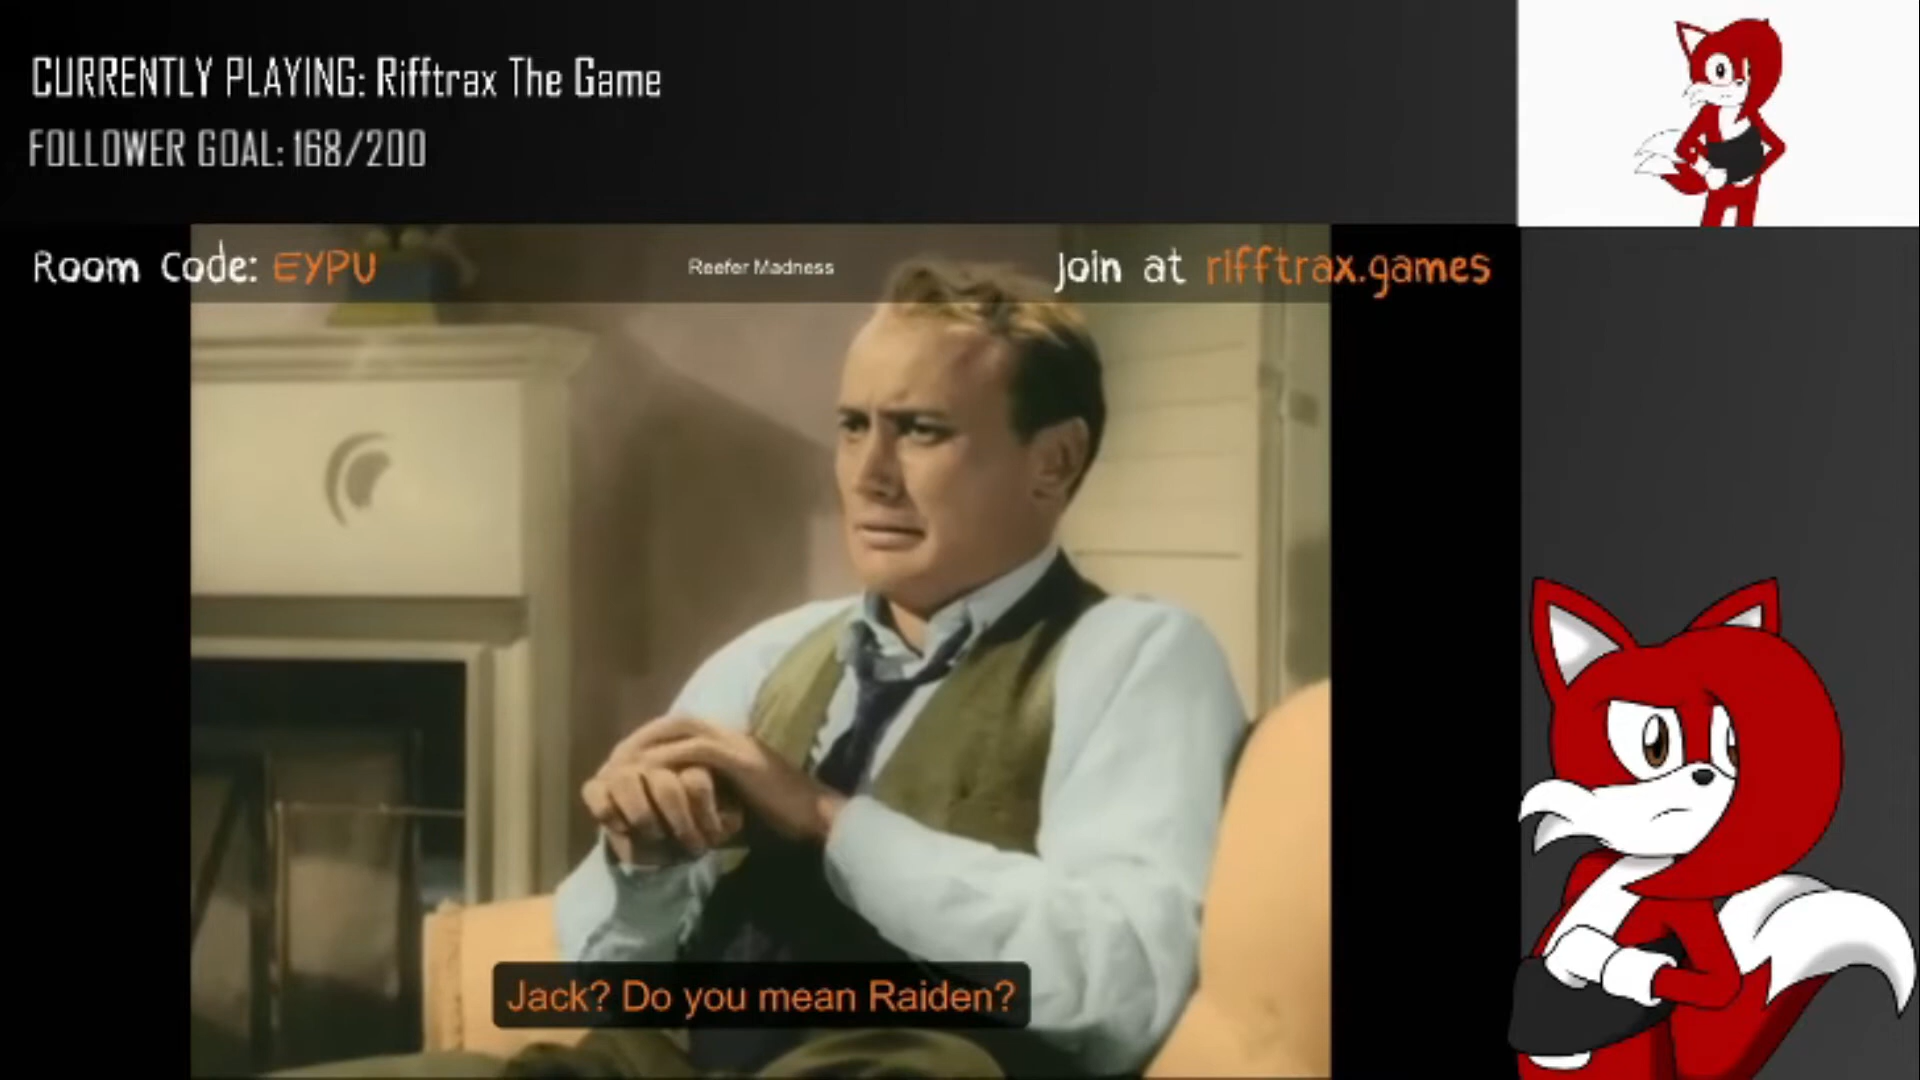 CURRENTLY PLAYING: Rifftrax The Game
FOLLOWER GOAL: 168/200
Room Code: EYPU
Reefer Madness
Join at rifftrax.games
Jack? Do you mean Raiden?